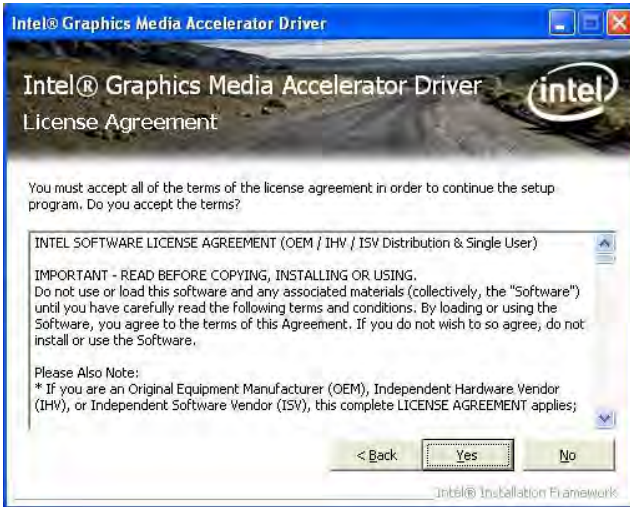 Intel® Graphics Media Accelerator Driver
Intel® Graphics Media Accelerator Driver
intel
License Agreement
You must accept all of the terms of the license agreement in order to continue the setup
program. Do you accept the terms?
INTEL SOFTWARE LICENSE AGREEMENT (OEM / IHV / ISV Distribution & Single User)
IMPORTANT - READ BEFORE COPYING, INSTALLING OR USING.
Do not use or load this software and any associated materials (collectively, the "Software")
until you have carefully read the following terms and conditions. By loading or using the
Software, you agree to the terms of this Agreement. If you do not wish to so agree, do not
install or use the Software.
Please Also Note:
* If you are an Original Equipment Manufacturer (OEM), Independent Hardware Vendor
(IHV), or Independent Software Vendor (ISV), this complete LICENSE AGREEMENT applies;
< Back Yes No
Intel® Installation Framework